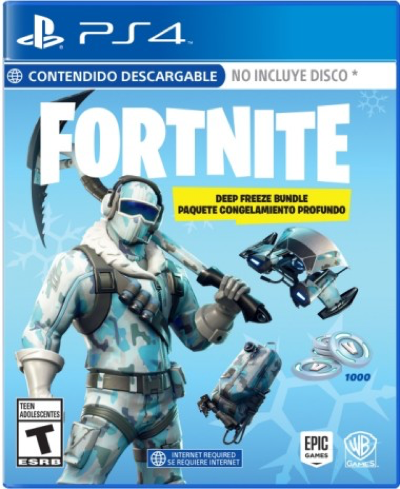 PS4
CONTENDIDO DESCARGABLE
NO INCLUYE DISCO *
FORTNITE
DEEP FREEZE BUNDLE
PAQUETE CONGELAMIENTO PROFUNDO
1000
TEEN
ADOLESCENTES
T
ESRB
INTERNET REQUIRED
SE REQUIERE INTERNET
EPIC
GAMES
WB
GAMES